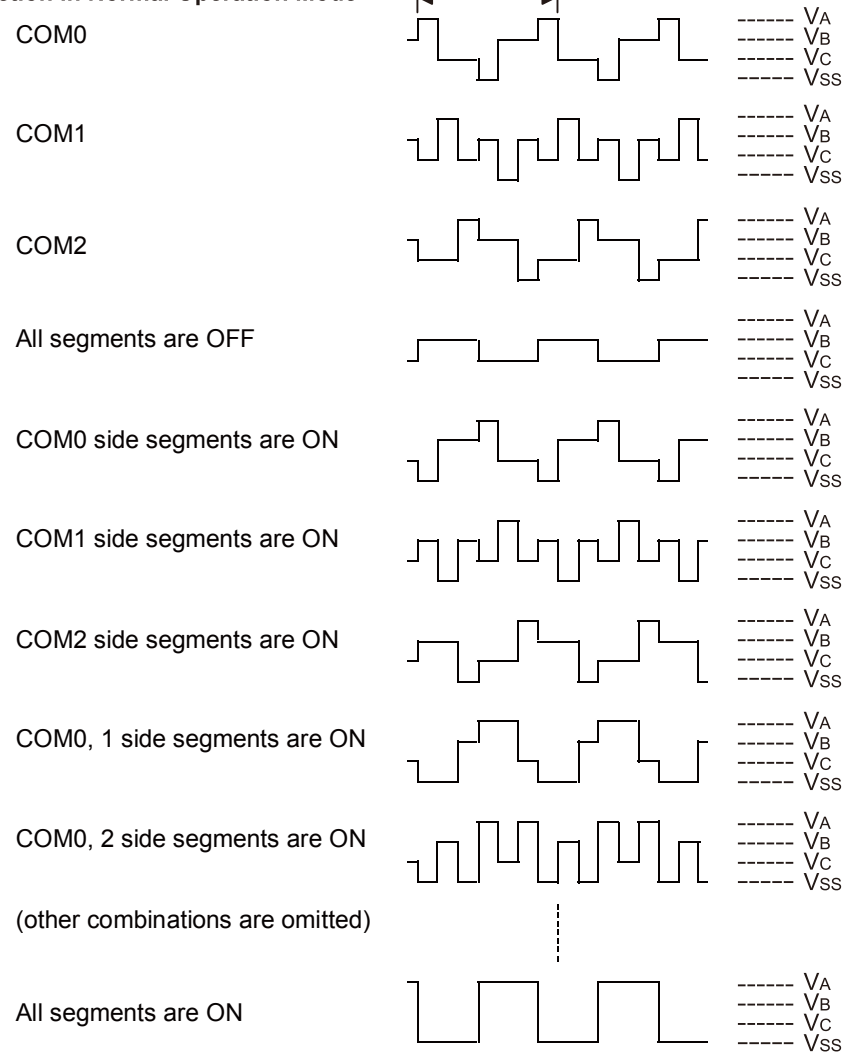 in Normal Operation Mode
COM0
VA
VB
VC
VSS
COM1
VA
VB
VC
VSS
COM2
VA
VB
VC
VSS
All segments are OFF
VA
VB
VC
VSS
COM0 side segments are ON
VA
VB
VC
VSS
COM1 side segments are ON
VA
VB
VC
VSS
COM2 side segments are ON
VA
VB
VC
VSS
COM0, 1 side segments are ON
VA
VB
VC
VSS
COM0, 2 side segments are ON
VA
VB
VC
VSS
(other combinations are omitted)
All segments are ON
VA
VB
VC
VSS